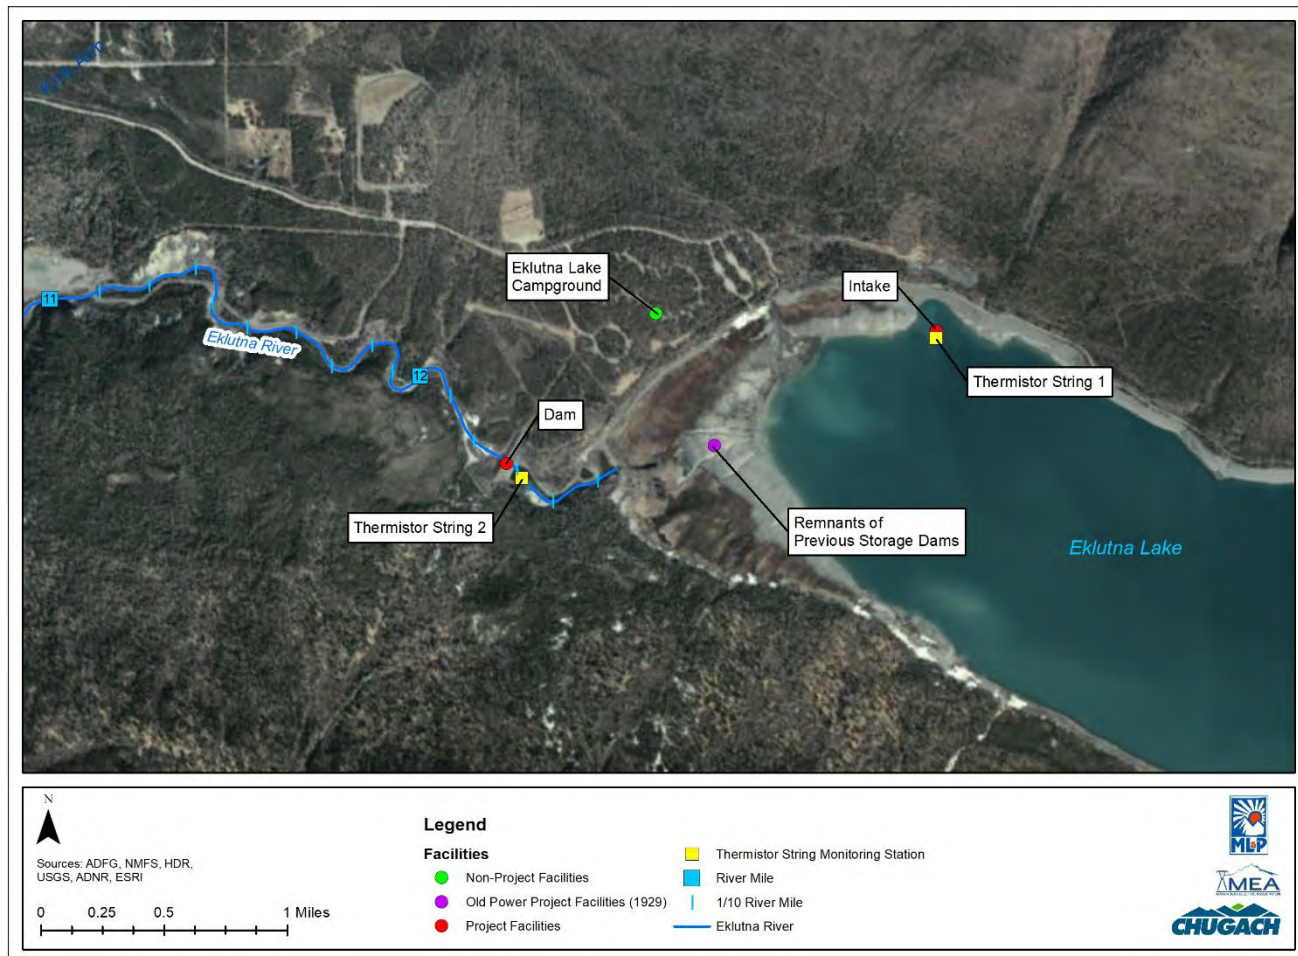 Knik Arm
Eklutna Lake
Campground
Intake
11
Eklutna River
Thermistor String 1
12
Dam
Thermistor String 2
Remnants of
Previous Storage Dams
Eklutna Lake
N
Sources: ADFG, NMFS, HDR,
USGS, ADNR, ESRI
0 0.25 0.5 1 Miles
Legend
Facilities
Non-Project Facilities
Old Power Project Facilities (1929)
Project Facilities
Thermistor String Monitoring Station
River Mile
1/10 River Mile
Eklutna River
ML&P
MEA
CHUGACH